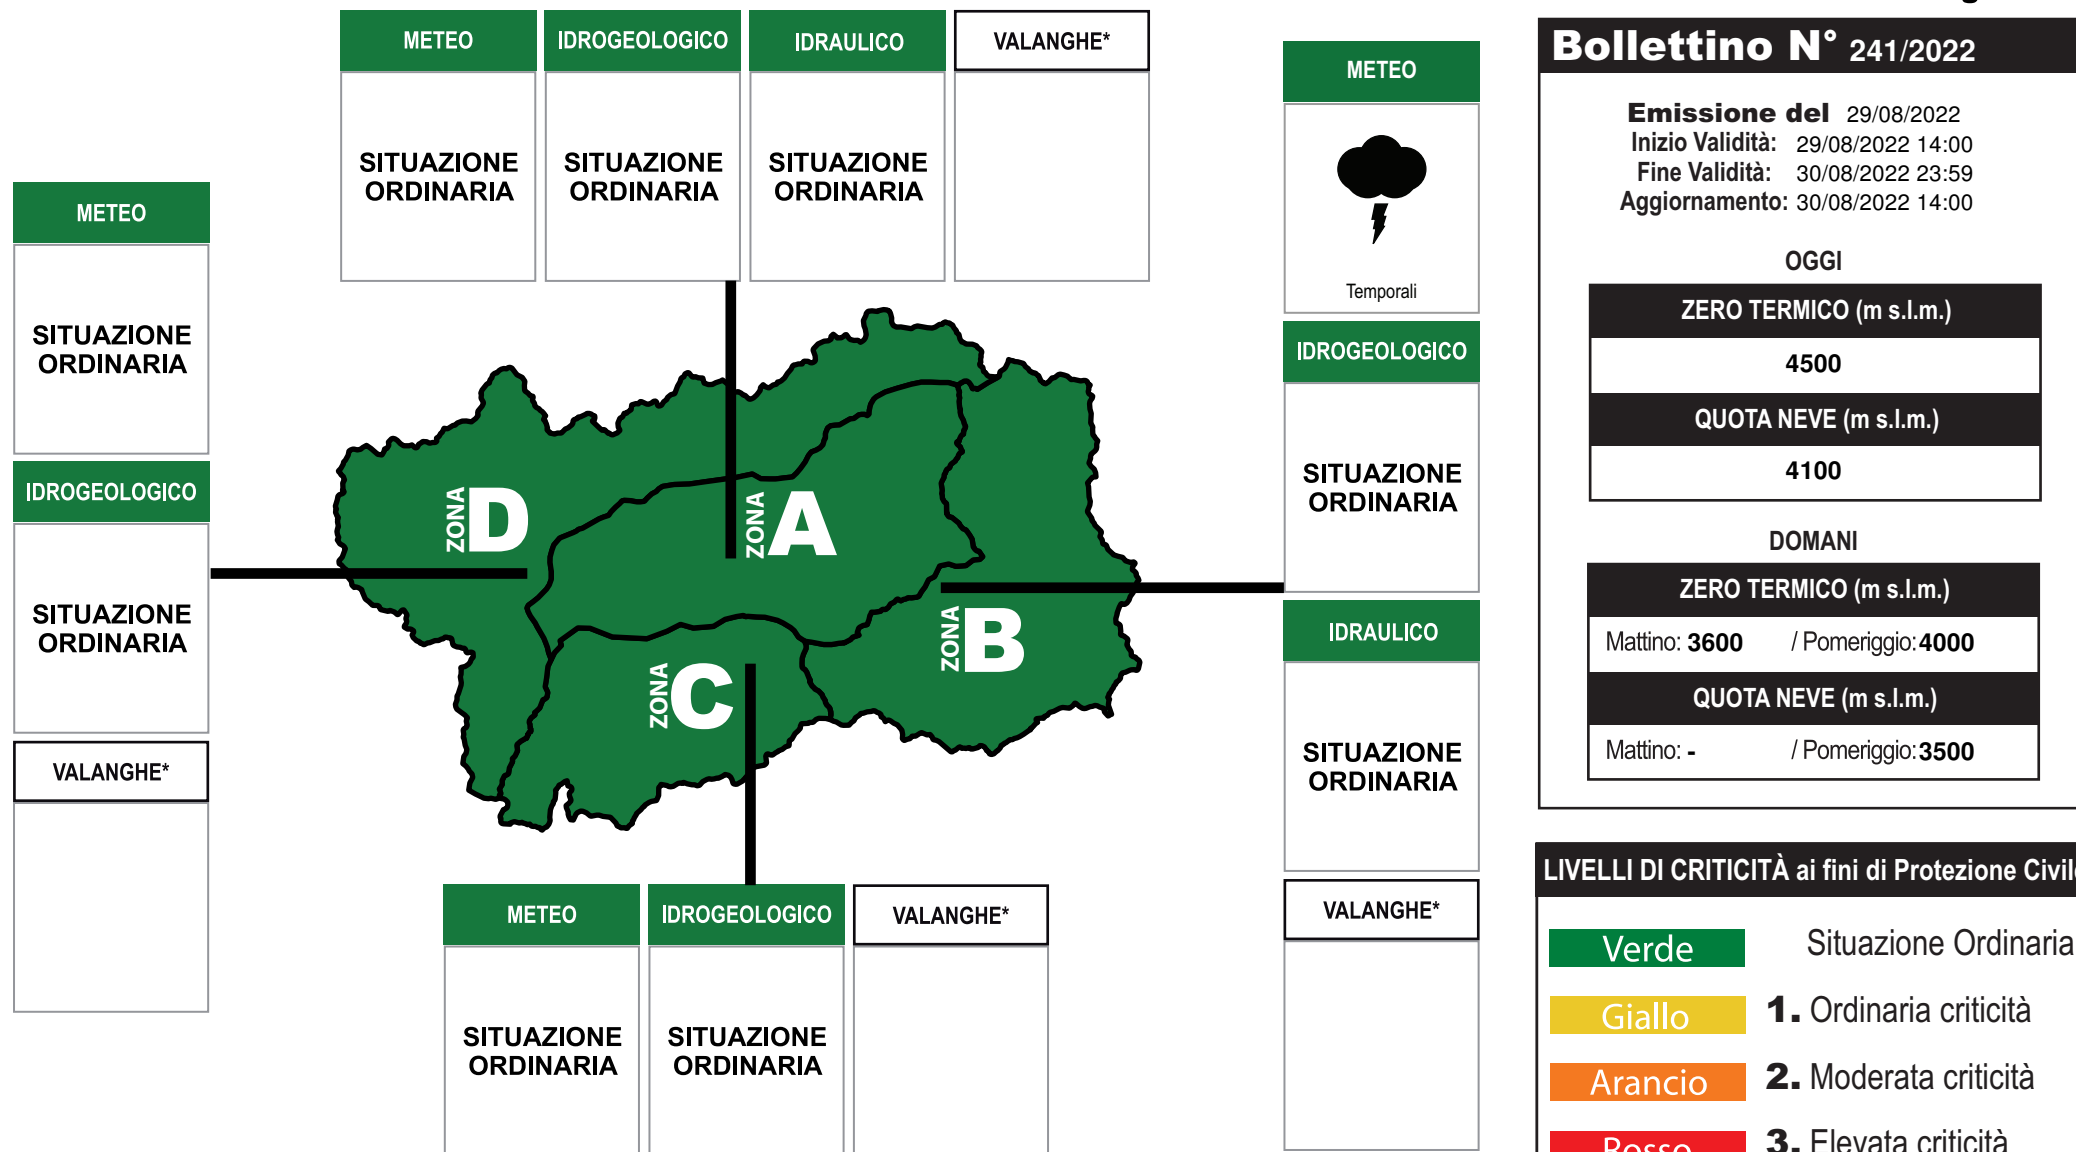 METEO IDROGEOLOGICO IDRAULICO VALANGHE*
SITUAZIONE ORDINARIA
SITUAZIONE ORDINARIA
SITUAZIONE ORDINARIA
METEO
SITUAZIONE
ORDINARIA
IDROGEOLOGICO
SITUAZIONE
ORDINARIA
VALANGHE*
ZONA D
ZONA A
ZONA B
ZONA C
METEO IDROGEOLOGICO VALANGHE*
SITUAZIONE ORDINARIA
SITUAZIONE ORDINARIA
METEO
Temporali
IDROGEOLOGICO
SITUAZIONE
ORDINARIA
IDRAULICO
SITUAZIONE
ORDINARIA
VALANGHE*
Bollettino N° 241/2022
Emissione del 29/08/2022
Inizio Validità: 29/08/2022 14:00
Fine Validità: 30/08/2022 23:59
Aggiornamento: 30/08/2022 14:00
OGGI
ZERO TERMICO (m s.l.m.)
4500
QUOTA NEVE (m s.l.m.)
4100
DOMANI
ZERO TERMICO (m s.l.m.)
Mattino: 3600 / Pomeriggio: 4000
QUOTA NEVE (m s.l.m.)
Mattino: - / Pomeriggio: 3500
LIVELLI DI CRITICITÀ ai fini di Protezione Civile
Verde Situazione Ordinaria
Giallo 1. Ordinaria criticità
Arancio 2. Moderata criticità
Rosso 3. Elevata criticità